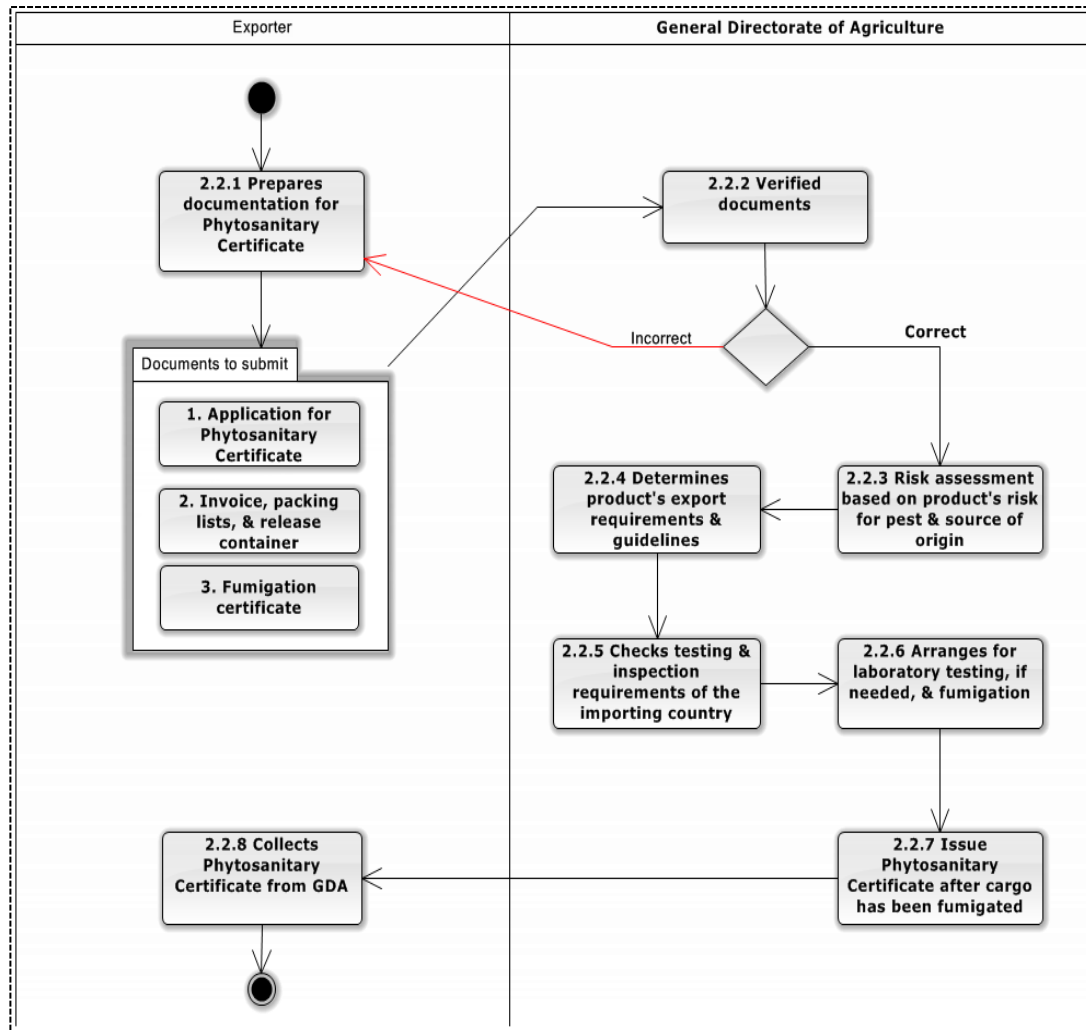 Exporter
General Directorate of Agriculture
2.2.1 Prepares
documentation for
Phytosanitary
Certificate
2.2.2 Verified
documents
Incorrect
Correct
Documents to submit
1. Application for
Phytosanitary
Certificate
2. Invoice, packing
lists, & release
container
3. Fumigation
certificate
2.2.4 Determines
product's export
requirements &
guidelines
2.2.3 Risk assessment
based on product's risk
for pest & source of
origin
2.2.5 Checks testing &
inspection
requirements of the
importing country
2.2.6 Arranges for
laboratory testing, if
needed, & fumigation
2.2.8 Collects
Phytosanitary
Certificate from GDA
2.2.7 Issue
Phytosanitary
Certificate after cargo
has been fumigated